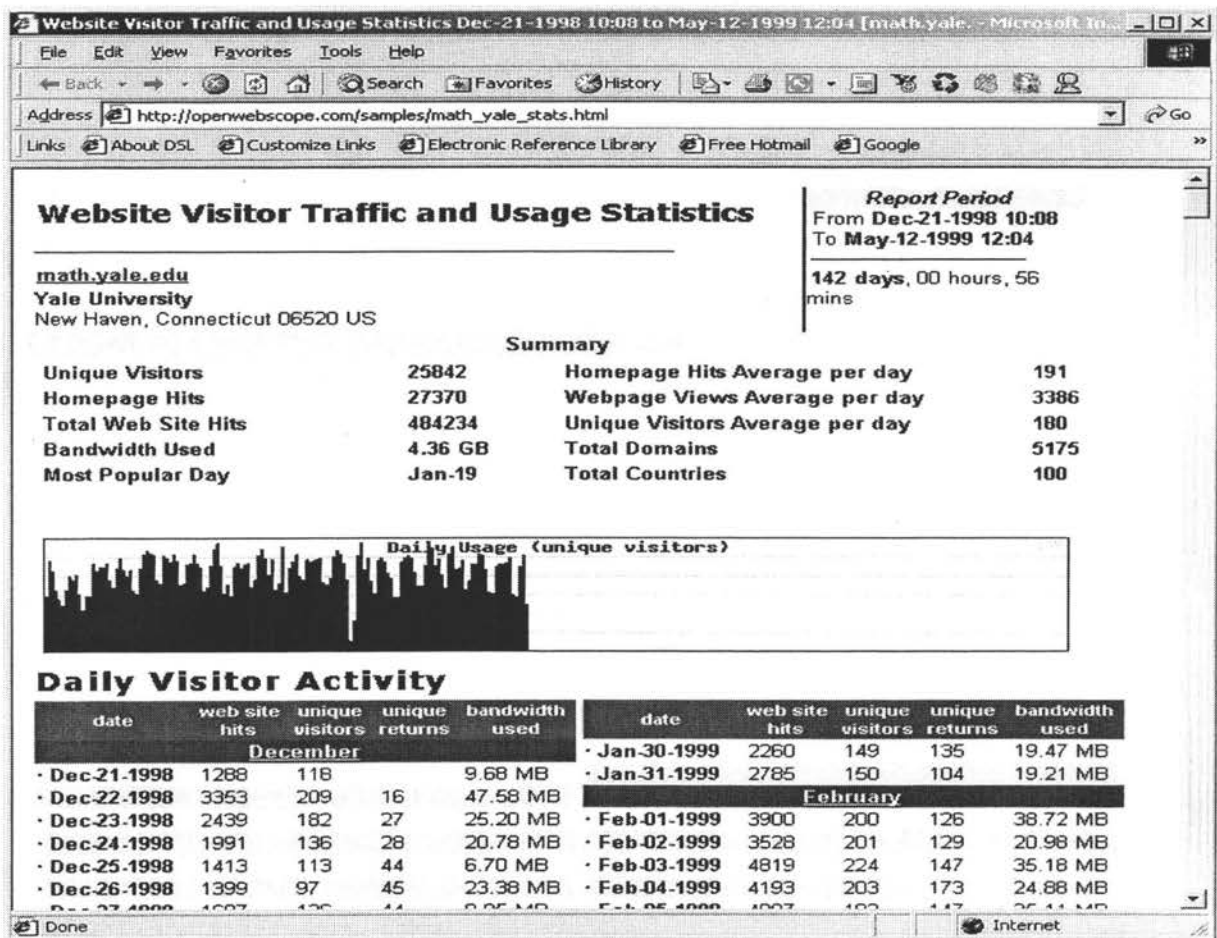 Website Visitor Traffic and Usage Statistics Dec-21-1998 10:08 to May-12-1999 12:04 [math.yale. - Microsoft In...
File Edit View Favorites Tools Help
Back Search Favorites History
Address http://openwebscope.com/samples/math_yale_stats.html Go
Links About DSL Customize Links Electronic Reference Library Free Hotmail Google »
Website Visitor Traffic and Usage Statistics
Report Period
From Dec-21-1998 10:08
To May-12-1999 12:04
142 days, 00 hours, 56
mins
math.yale.edu
Yale University
New Haven, Connecticut 06520 US
Summary
Unique Visitors 25842 Homepage Hits Average per day 191
Homepage Hits 27370 Webpage Views Average per day 3386
Total Web Site Hits 484234 Unique Visitors Average per day 180
Bandwidth Used 4.36 GB Total Domains 5175
Most Popular Day Jan-19 Total Countries 100
Daily Usage (unique visitors)
Daily Visitor Activity
date web site hits unique visitors unique returns bandwidth used
December
· Dec-21-1998 1288 118 9.68 MB
· Dec-22-1998 3353 209 16 47.58 MB
· Dec-23-1998 2439 182 27 25.20 MB
· Dec-24-1998 1991 136 28 20.78 MB
· Dec-25-1998 1413 113 44 6.70 MB
· Dec-26-1998 1399 97 45 23.38 MB
date web site hits unique visitors unique returns bandwidth used
· Jan-30-1999 2260 149 135 19.47 MB
· Jan-31-1999 2785 150 104 19.21 MB
February
· Feb-01-1999 3900 200 126 38.72 MB
· Feb-02-1999 3528 201 129 20.98 MB
· Feb-03-1999 4819 224 147 35.18 MB
· Feb-04-1999 4193 203 173 24.88 MB
Done Internet